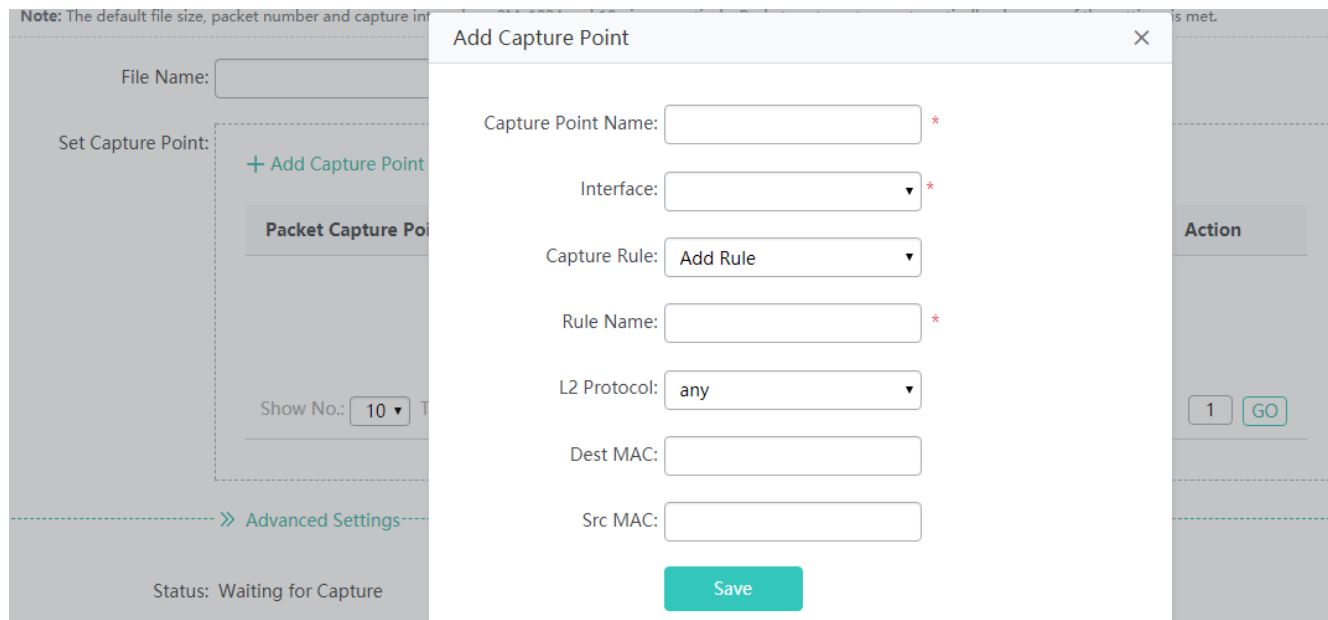 Note: The default file size, packet number and capture
is met.
Add Capture Point
File Name:
Capture Point Name: *
Set Capture Point:
+ Add Capture Point
Interface: *
Packet Capture
Action
Capture Rule: Add Rule
Rule Name: *
L2 Protocol: any
Show No.: 10
1 GO
Dest MAC:
Advanced Settings
Src MAC:
Status: Waiting for Capture
Save